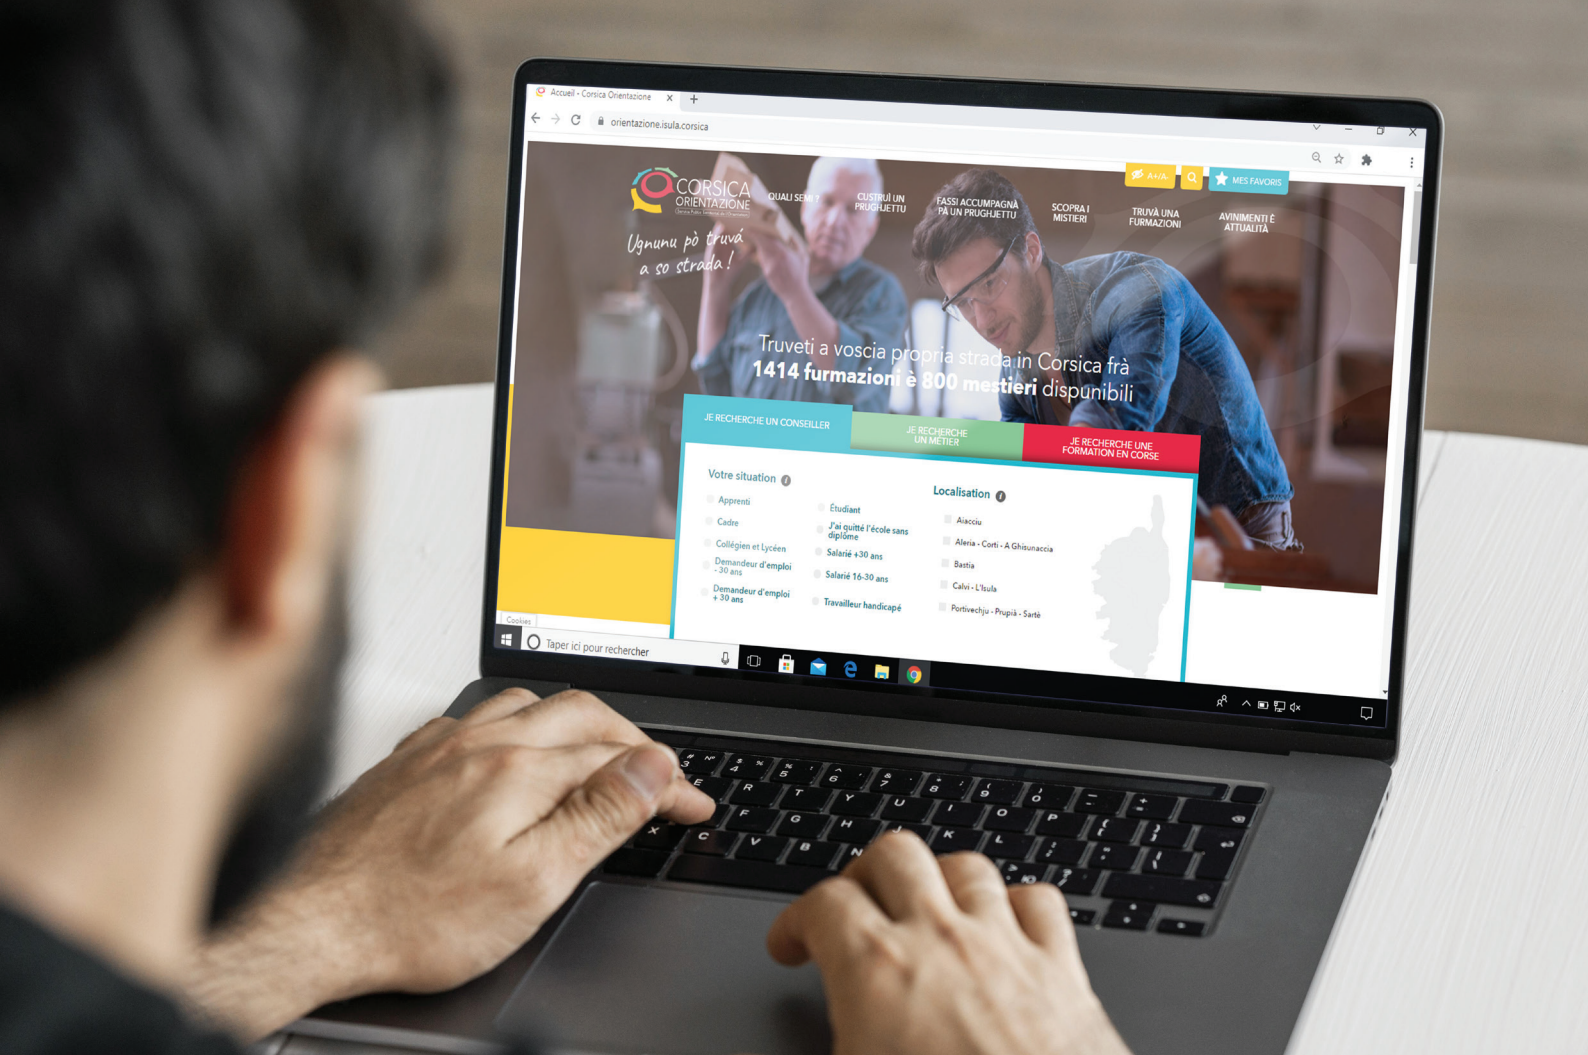 Accueil - Corsica Orientazione
orientazione.isula.corsica
A+/A-
MES FAVORIS
CORSICA
ORIENTAZIONE
QUALI SEMI ?
CUSTRUÌ UN
PRUGHJETTU
FASSI ACCUMPAGNÀ
PÀ UN PRUGHJETTU
SCOPRA I
MISTIERI
TRUVÀ UNA
FURMAZIONI
AVINIMENTI È
ATTUALITÀ
Ugnunu pò truvá
a so strada !
Truveti a voscia propria strada in Corsica frà
1414 furmazioni è 800 mestieri dispunibili
JE RECHERCHE UN CONSEILLER
JE RECHERCHE
UN MÉTIER
JE RECHERCHE UNE
FORMATION EN CORSE
Votre situation
Apprenti
Cadre
Collégien et Lycéen
Demandeur d'emploi
- 30 ans
Demandeur d'emploi
+ 30 ans
Étudiant
J'ai quitté l'école sans
diplôme
Salarié +30 ans
Salarié 16-30 ans
Travailleur handicapé
Localisation
Aiacciu
Aleria - Corti - A Ghisunaccia
Bastia
Calvi - L'Isula
Portivechju - Prupià - Sartè
Cookies
Taper ici pour rechercher
E R T Y U I O P
F G H J K L
X C V B N